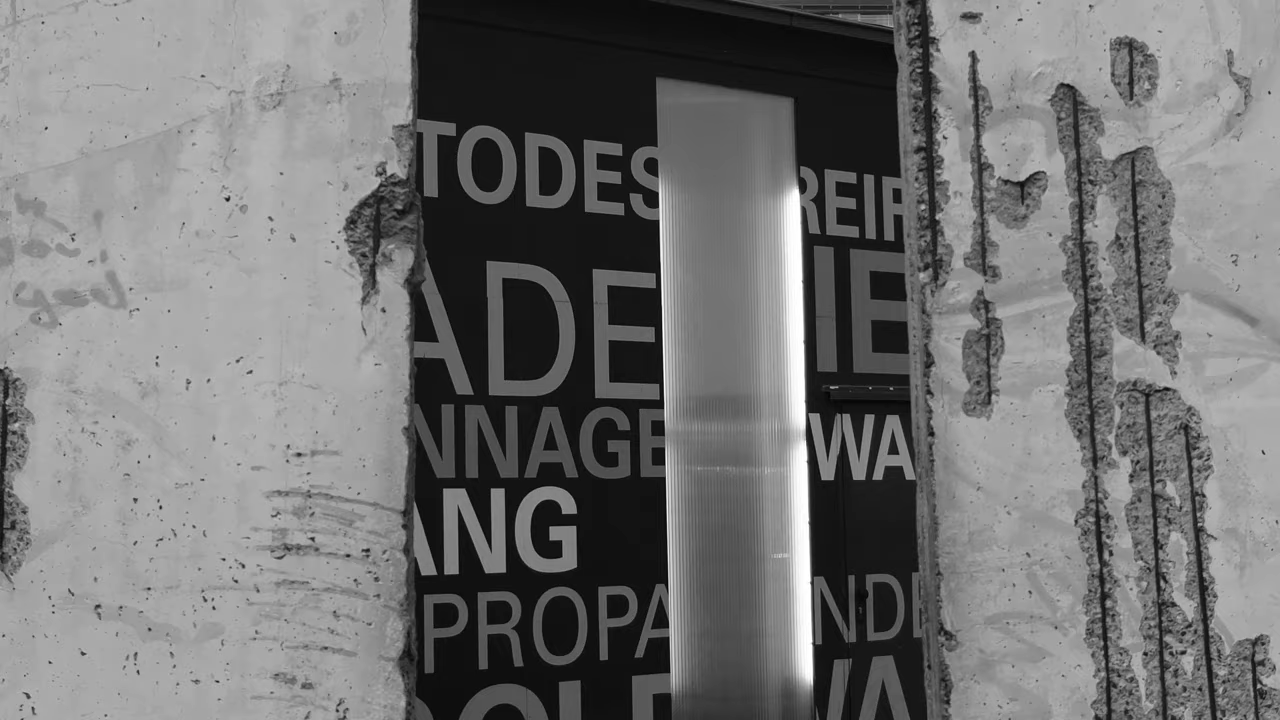 TODES REIF
ADE IE
NNAGE WA
ANG
PROPA NDE